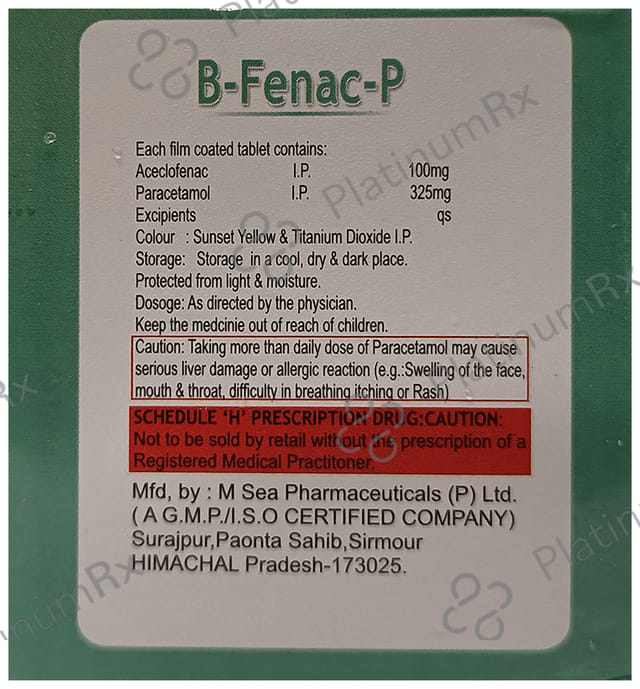 B-Fenac-P
Each film coated tablet contains:
Aceclofenac I.P. 100mg
Paracetamol I.P. 325mg
Excipients qs
Colour : Sunset Yellow & Titanium Dioxide I.P.
Storage: Storage in a cool, dry & dark place.
Protected from light & moisture.
Dosoge: As directed by the physician.
Keep the medcinie out of reach of children.
Caution: Taking more than daily dose of Paracetamol may cause
serious liver damage or allergic reaction (e.g.:Swelling of the face,
mouth & throat, difficulty in breathing itching or Rash)
SCHEDULE 'H' PRESCRIPTION DRUG:CAUTION:
Not to be sold by retail without the prescription of a
Registered Medical Practitoner.
Mfd, by : M Sea Pharmaceuticals (P) Ltd.
( A G.M.P./I.S.O CERTIFIED COMPANY)
Surajpur,Paonta Sahib,Sirmour
HIMACHAL Pradesh-173025.
PlatinumRx
PlatinumRx
PlatinumRx